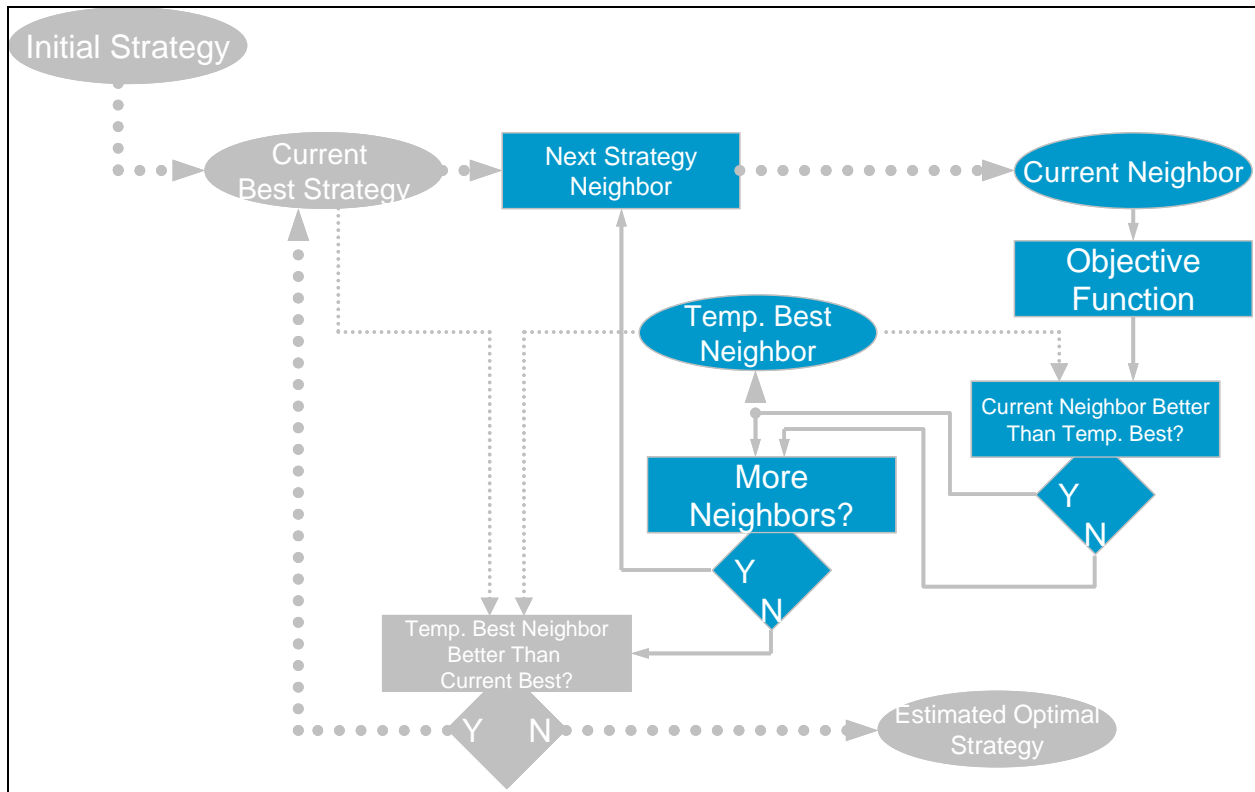 Initial Strategy
Current
Best Strategy
Next Strategy
Neighbor
Current Neighbor
Objective
Function
Temp. Best
Neighbor
Current Neighbor Better
Than Temp. Best?
Y
N
More
Neighbors?
Y
N
Temp. Best Neighbor
Better Than
Current Best?
Y
N
Estimated Optimal
Strategy